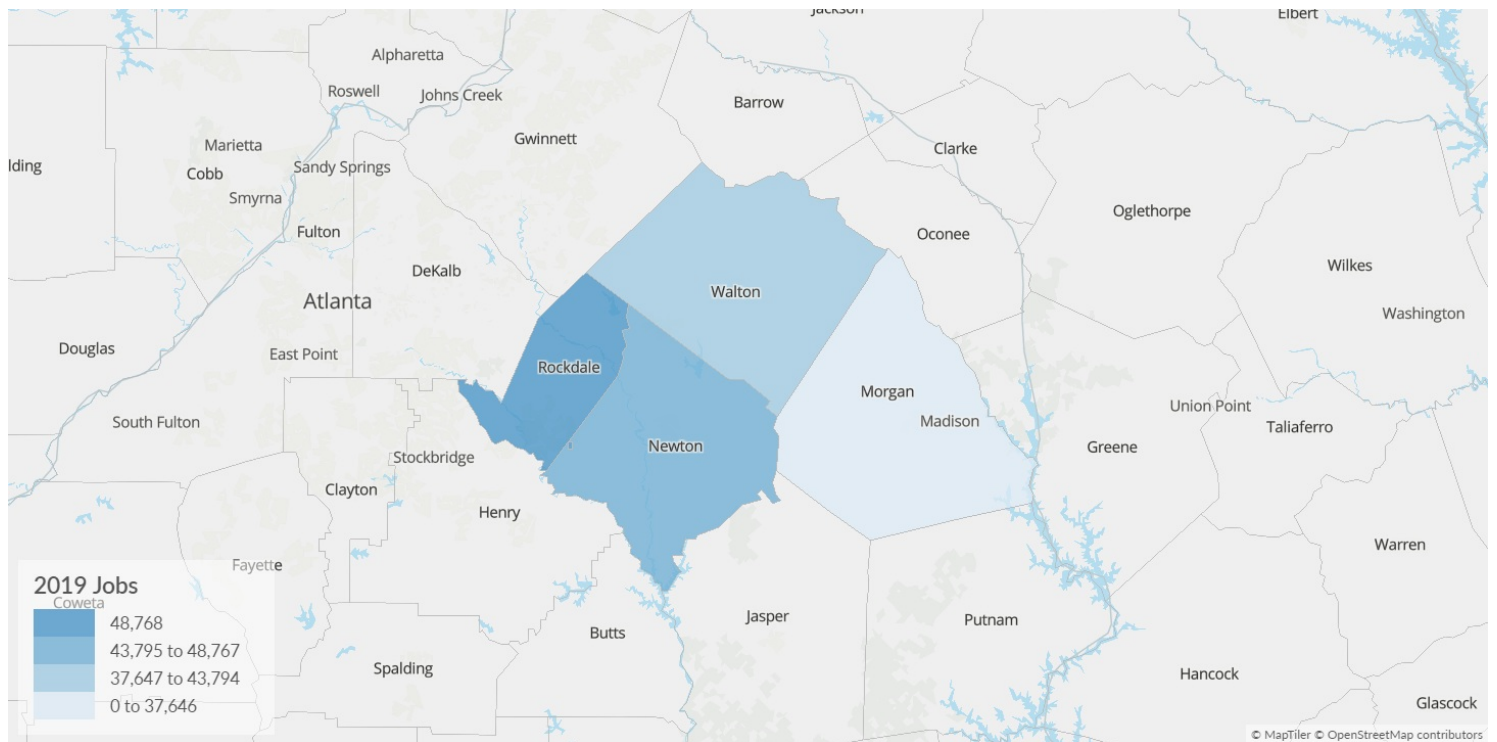 Jackson
Elbert
Alpharetta
Roswell
Johns Creek
Barrow
Gwinnett
Marietta
Clarke
lding
Cobb
Sandy Springs
Smyrna
Oglethorpe
Fulton
Oconee
DeKalb
Wilkes
Walton
Atlanta
Washington
Douglas
East Point
Rockdale
Morgan
Union Point
South Fulton
Madison
Taliaferro
Newton
Greene
Stockbridge
Clayton
Henry
Warren
Fayette
2019 Jobs
Coweta
48,768
43,795 to 48,767
37,647 to 43,794
0 to 37,646
Jasper
Putnam
Butts
Spalding
Hancock
Glascock
© MapTiler © OpenStreetMap contributors